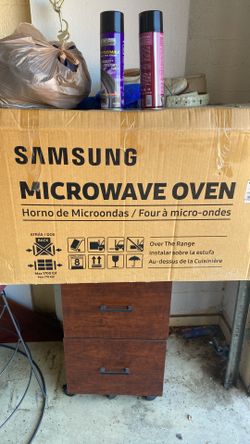 SAMSUNG
MICROWAVE OVEN
Horno de Microondas / Four à micro-ondas
Over The Range
Instalar sobre la estufa
Au-dessus de la Cuisinière